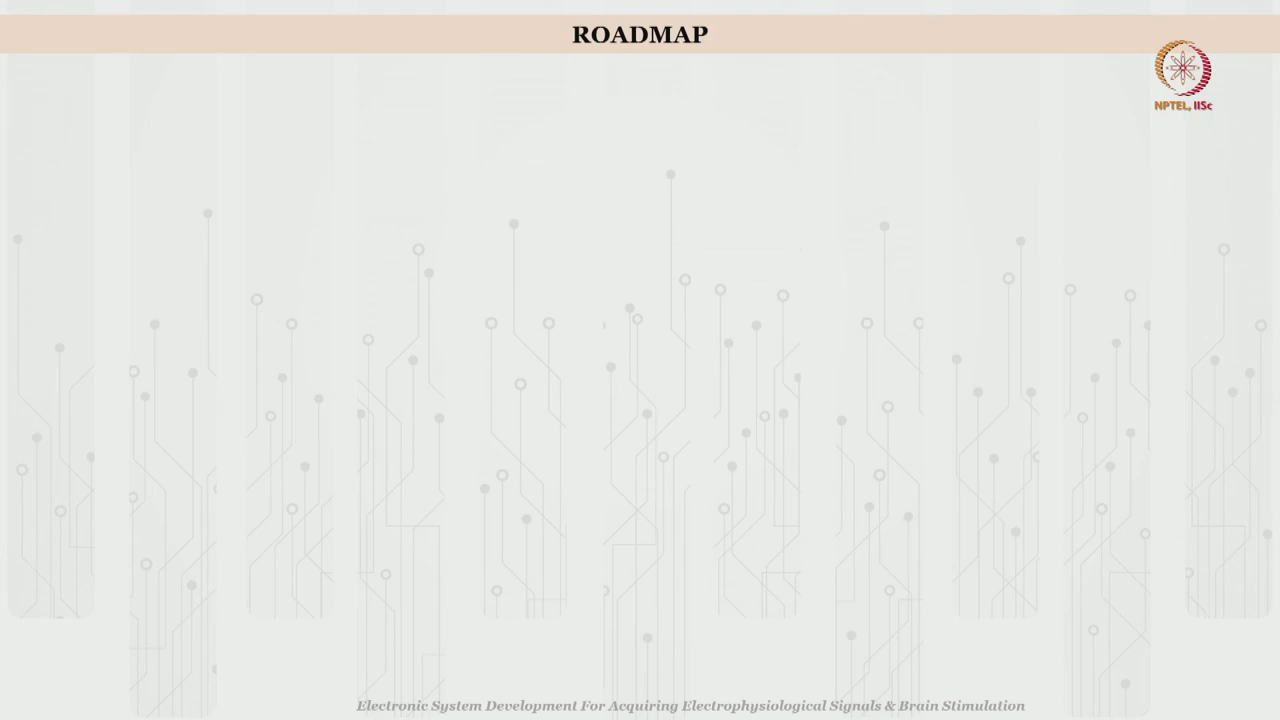 ROADMAP
NPTEL, IISc
Electronic System Development For Acquiring Electrophysiological Signals & Brain Stimulation